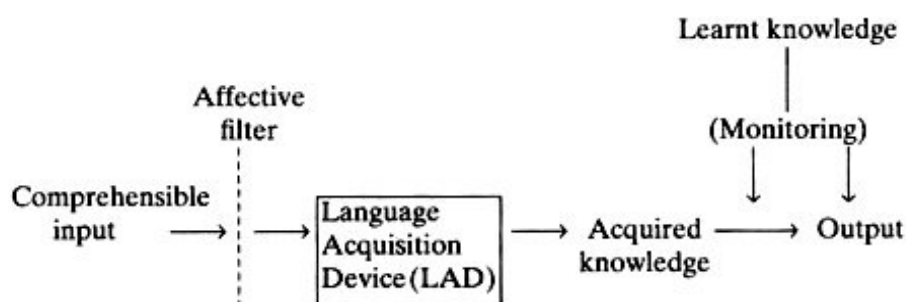 Learnt knowledge
Affective
filter
(Monitoring)
Comprehensible
input
Language
Acquisition
Device (LAD)
Acquired
knowledge
Output